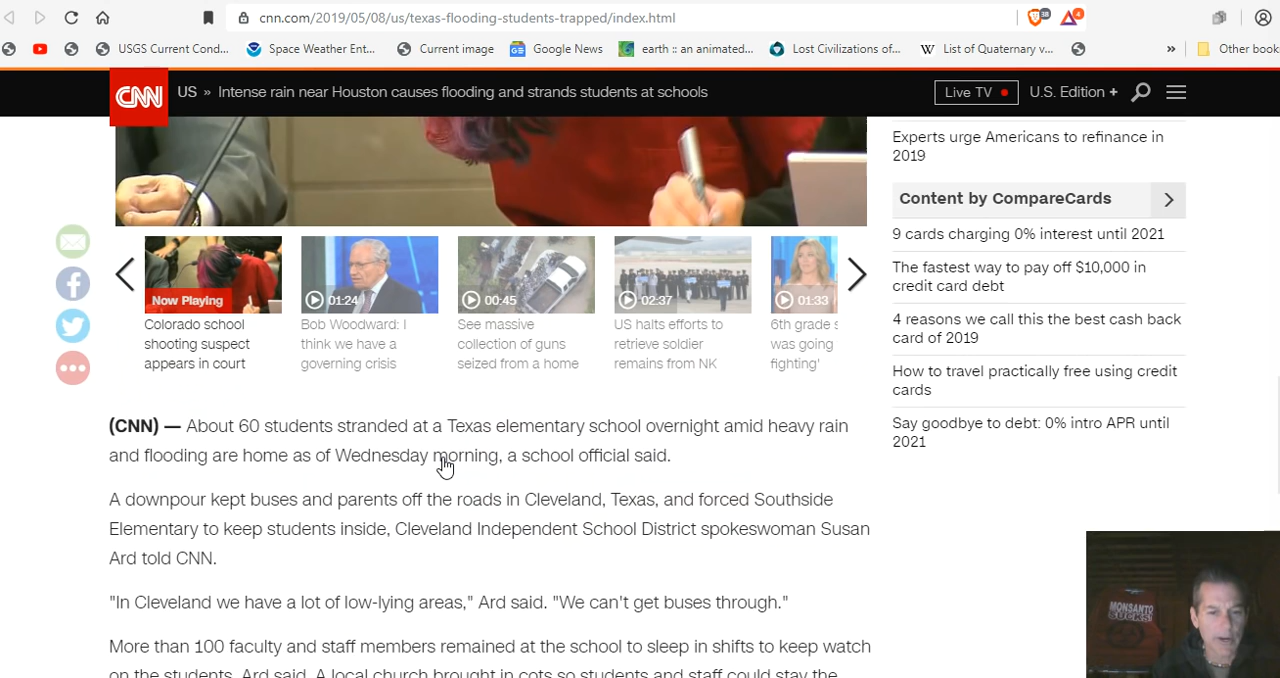 cnn.com/2019/05/08/us/texas-flooding-students-trapped/index.html
38
4
USGS Current Cond...
Space Weather Ent...
Current image
Google News
earth :: an animated...
Lost Civilizations of...
W List of Quaternary v...
»
Other book
CNN
US » Intense rain near Houston causes flooding and strands students at schools
Live TV
U.S. Edition +
Experts urge Americans to refinance in
2019
Content by CompareCards
9 cards charging 0% interest until 2021
The fastest way to pay off $10,000 in
credit card debt
4 reasons we call this the best cash back
card of 2019
How to travel practically free using credit
cards
Say goodbye to debt: 0% intro APR until
2021
Now Playing
01:24
00:45
02:37
01:33
Colorado school
shooting suspect
appears in court
Bob Woodward: I
think we have a
governing crisis
See massive
collection of guns
seized from a home
US halts efforts to
retrieve soldier
remains from NK
6th grade s
was going
fighting'
(CNN) — About 60 students stranded at a Texas elementary school overnight amid heavy rain
and flooding are home as of Wednesday morning, a school official said.
A downpour kept buses and parents off the roads in Cleveland, Texas, and forced Southside
Elementary to keep students inside, Cleveland Independent School District spokeswoman Susan
Ard told CNN.
"In Cleveland we have a lot of low-lying areas," Ard said. "We can't get buses through."
More than 100 faculty and staff members remained at the school to sleep in shifts to keep watch
on the students, Ard said. A local church brought in cots so students and staff could stay the
MONSANTO
SUCKS!